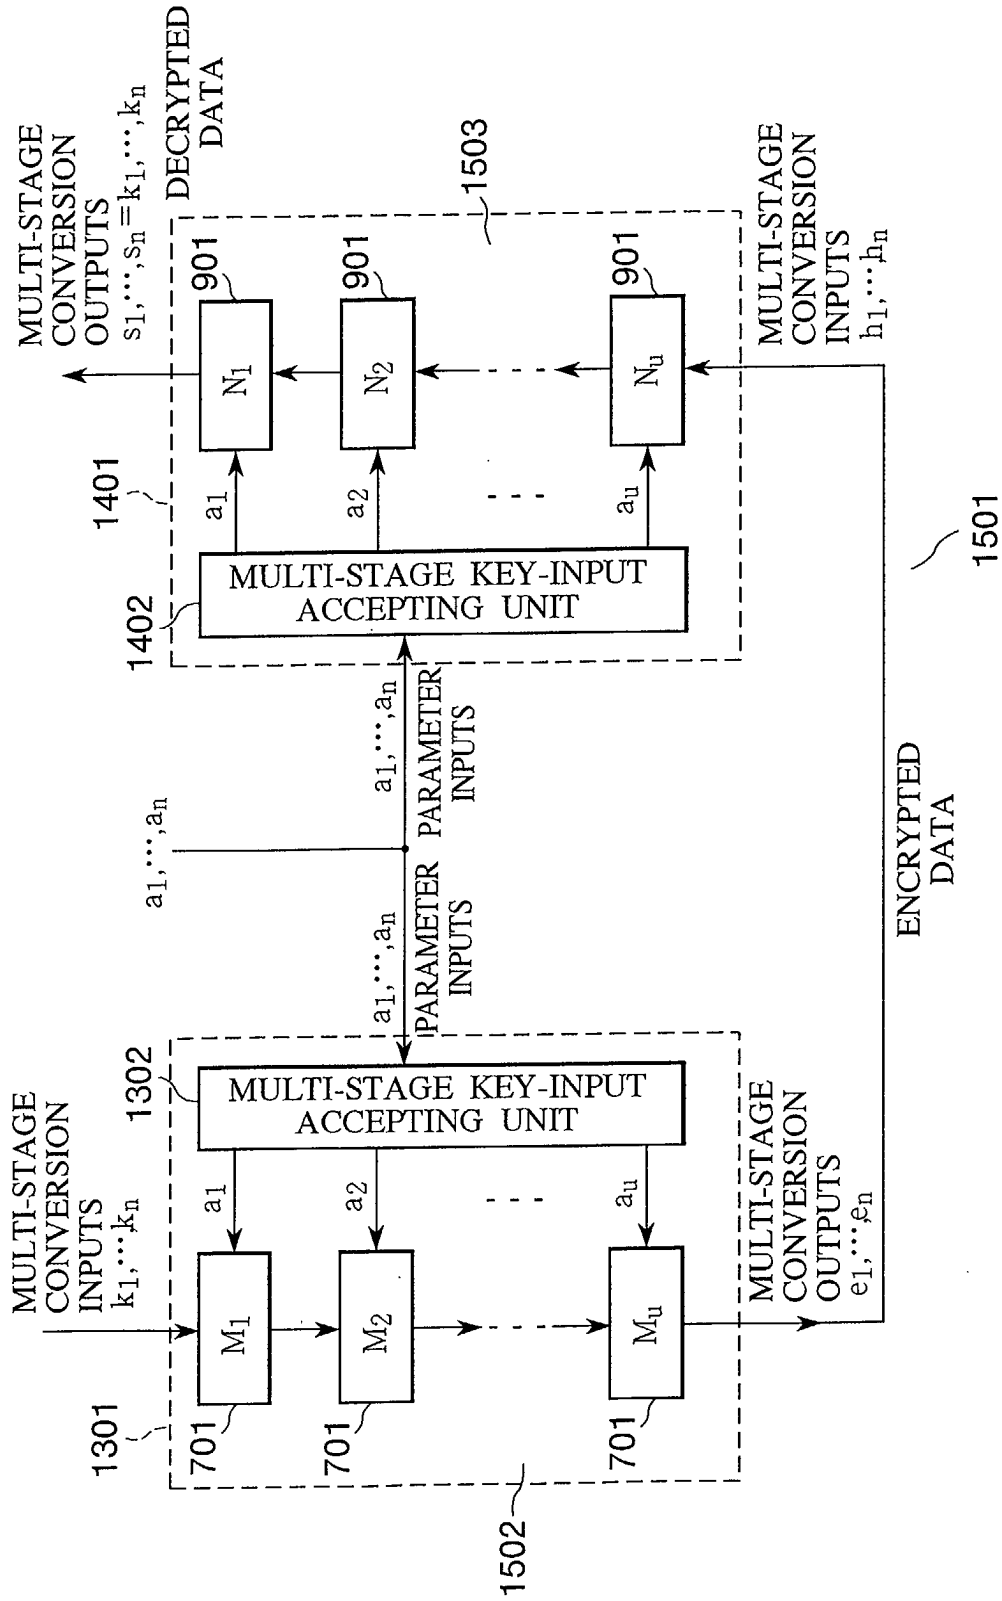 MULTI-STAGE
CONVERSION
INPUTS
k1,…,kn
1301
701
M1
701
M2
701
Mu
1502
a1
a2
au
1302
MULTI-STAGE KEY-INPUT
ACCEPTING UNIT
MULTI-STAGE
CONVERSION
OUTPUTS
e1,…,en
a1,…,an
PARAMETER
INPUTS
a1,…,an
a1,…,an
PARAMETER
INPUTS
ENCRYPTED
DATA
1501
1402
MULTI-STAGE KEY-INPUT
ACCEPTING UNIT
1401
a1
a2
au
N1
901
N2
901
Nu
901
1503
MULTI-STAGE
CONVERSION
OUTPUTS
s1,…,sn=k1,…,kn
DECRYPTED
DATA
MULTI-STAGE
CONVERSION
INPUTS
h1,…,hn